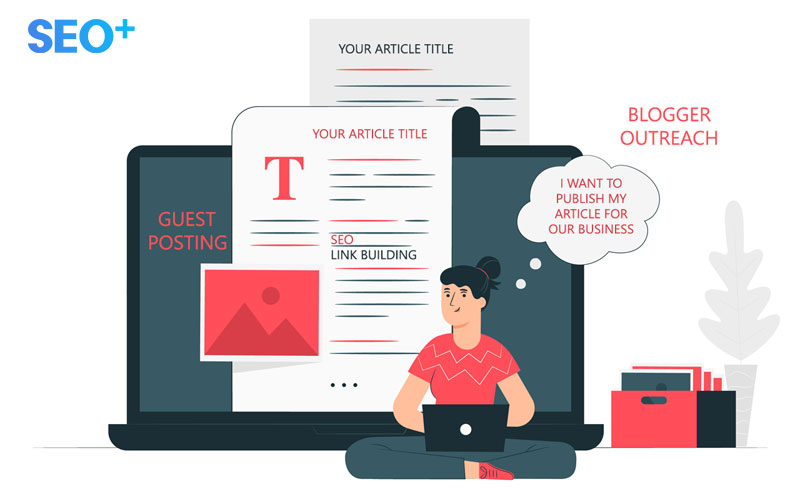 SEO+
YOUR ARTICLE TITLE
YOUR ARTICLE TITLE
T
BLOGGER
OUTREACH
I WANT TO
PUBLISH MY
ARTICLE FOR
OUR BUSINESS
GUEST
POSTING
SEO
LINK BUILDING